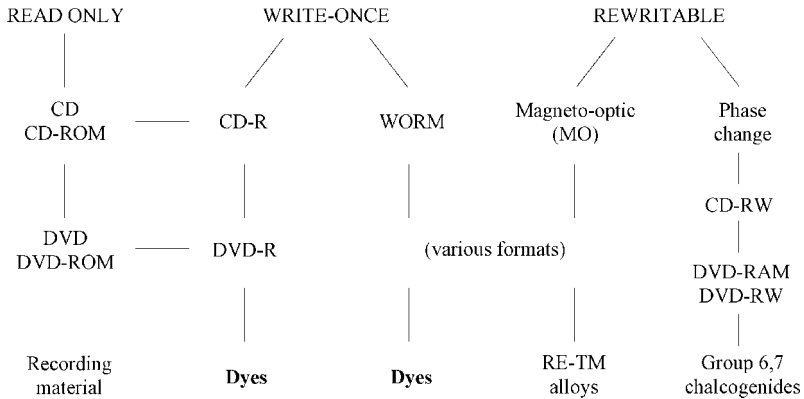 READ ONLY WRITE-ONCE REWRITABLE
CD CD-ROM
CD-R
WORM
Magneto-optic
(MO)
Phase
change
CD-RW
DVD
DVD-ROM
DVD-R
(various formats)
DVD-RAM
DVD-RW
Recording
material
Dyes
Dyes
RE-TM
alloys
Group 6,7
chalcogenides